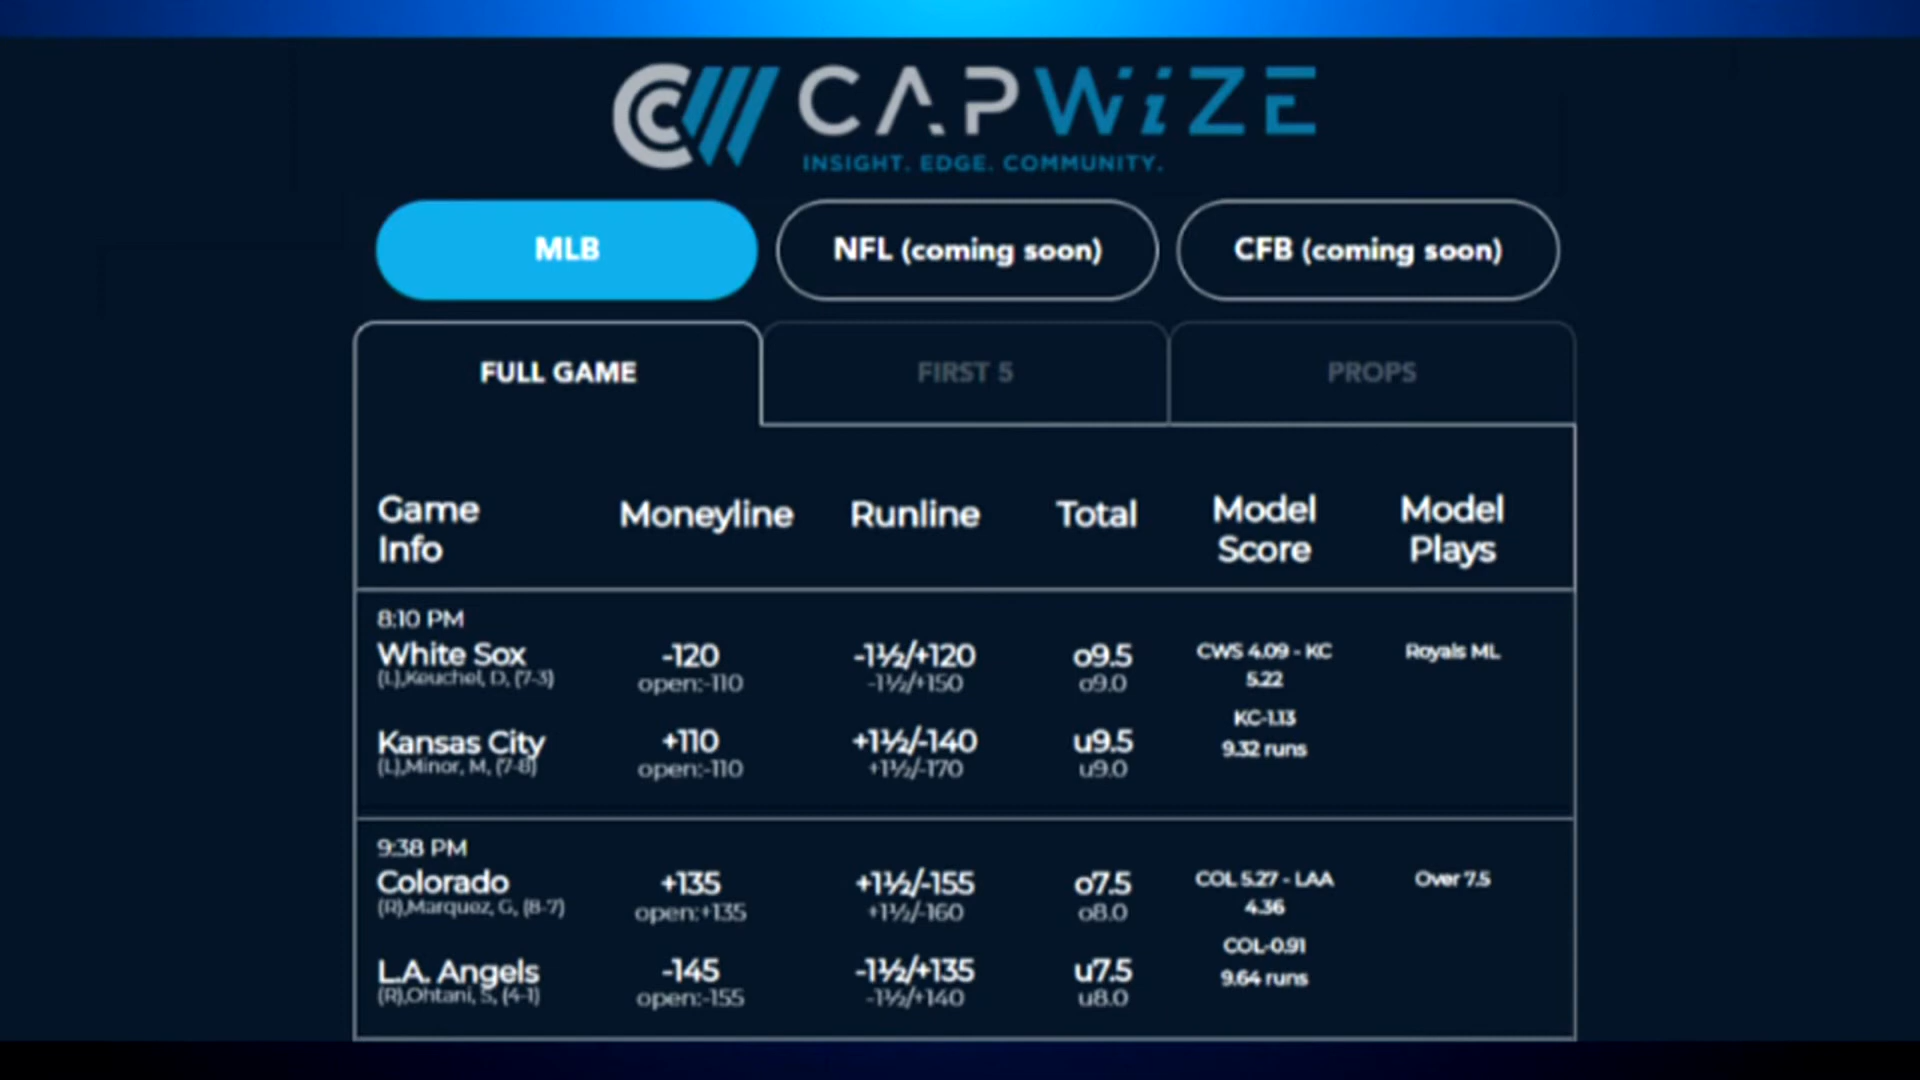 CAPWiZE
INSIGHT. EDGE. COMMUNITY.
MLB NFL (coming soon) CFB (coming soon)
FULL GAME FIRST 5 PROPS
Game Info Moneyline Runline Total Model Score Model Plays
8:10 PM
White Sox -120 -1½/+120 o9.5 CWS 4.09 - KC 5.22 Royals ML
(L),Keuchel, D, (7-3) open:-110 -1½/+150 o9.0
KC-1.13
Kansas City +110 +1½/-140 u9.5 9.32 runs
(L),Minor, M, (7-8) open:-110 +1½/-170 u9.0
9:38 PM
Colorado +135 +1½/-155 o7.5 COL 5.27 - LAA 4.36 Over 7.5
(R),Marquez, G, (8-7) open:+135 +1½/-160 o8.0
COL-0.91
L.A. Angels -145 -1½/+135 u7.5 9.64 runs
(R),Ohtani, S, (4-1) open:-155 -1½/+140 u8.0